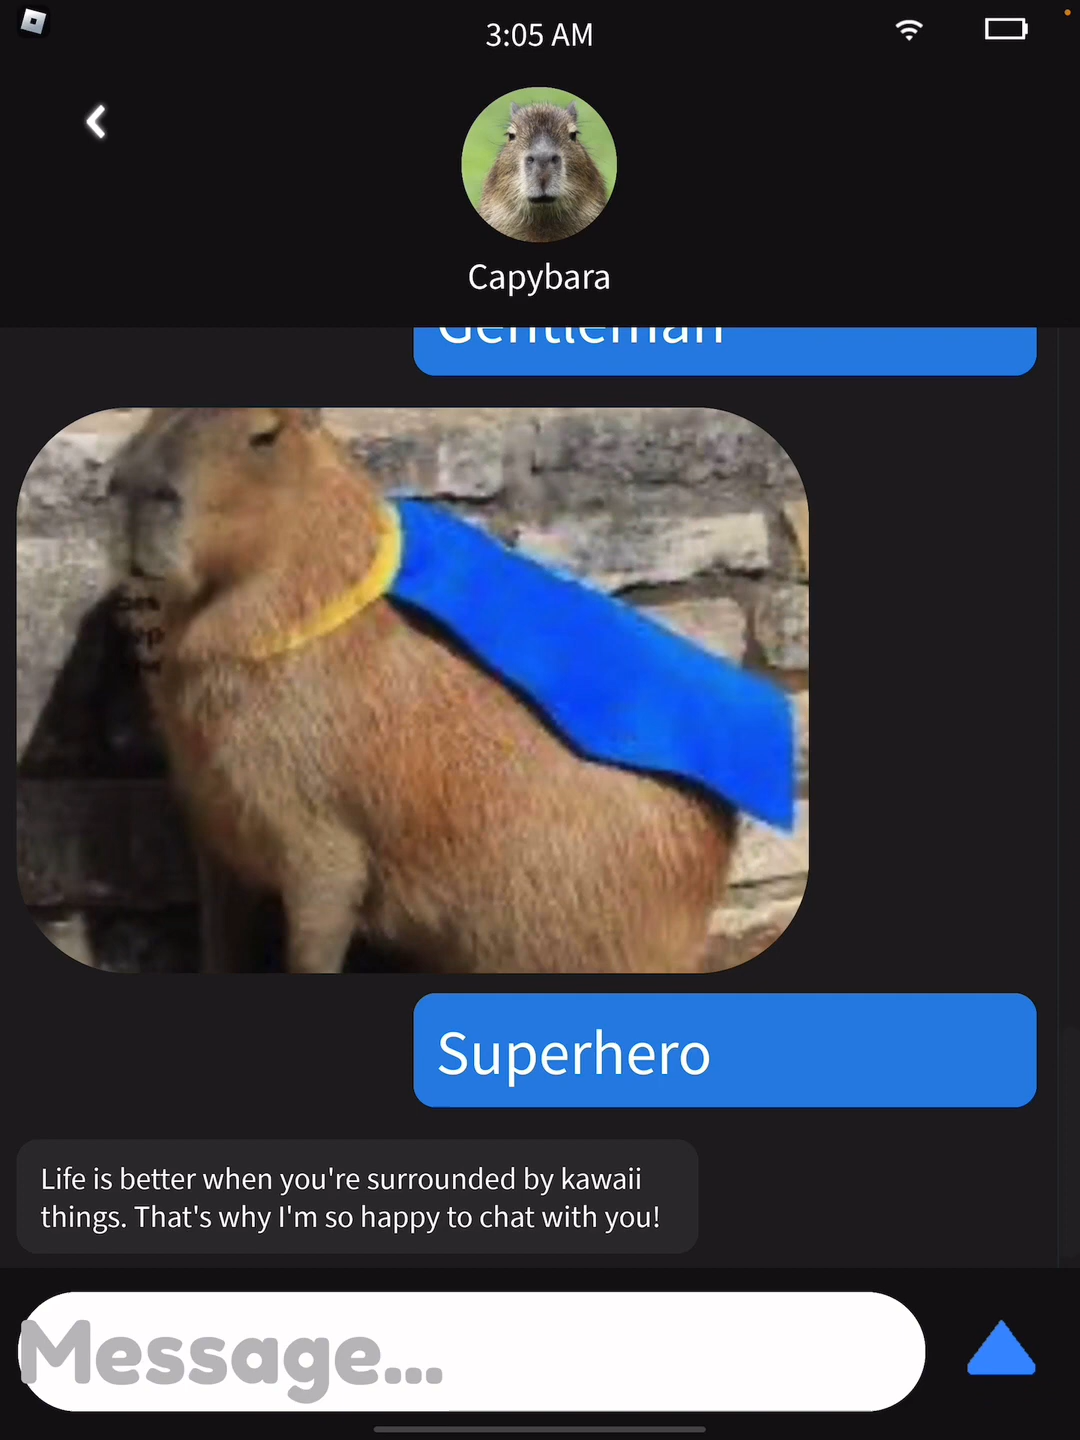 3:05 AM
Capybara
Gentleman
Superhero
Life is better when you're surrounded by kawaii
things. That's why I'm so happy to chat with you!
Message...